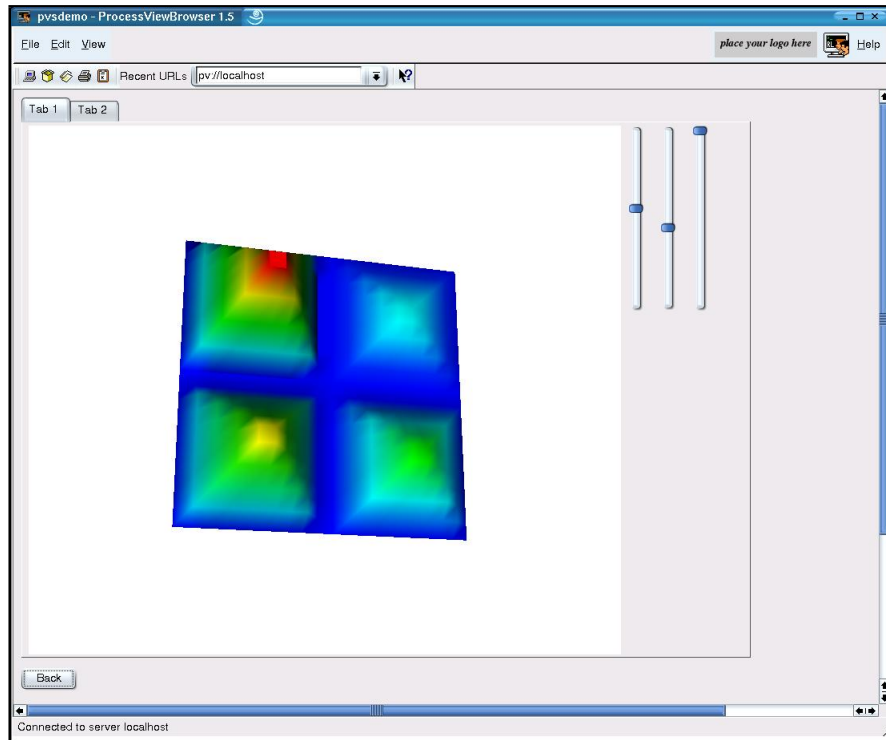 pvsdemo - ProcessViewBrowser 1.5
File Edit View
place your logo here
Help
Recent URLs pv://localhost
Tab 1 Tab 2
Back
Connected to server localhost